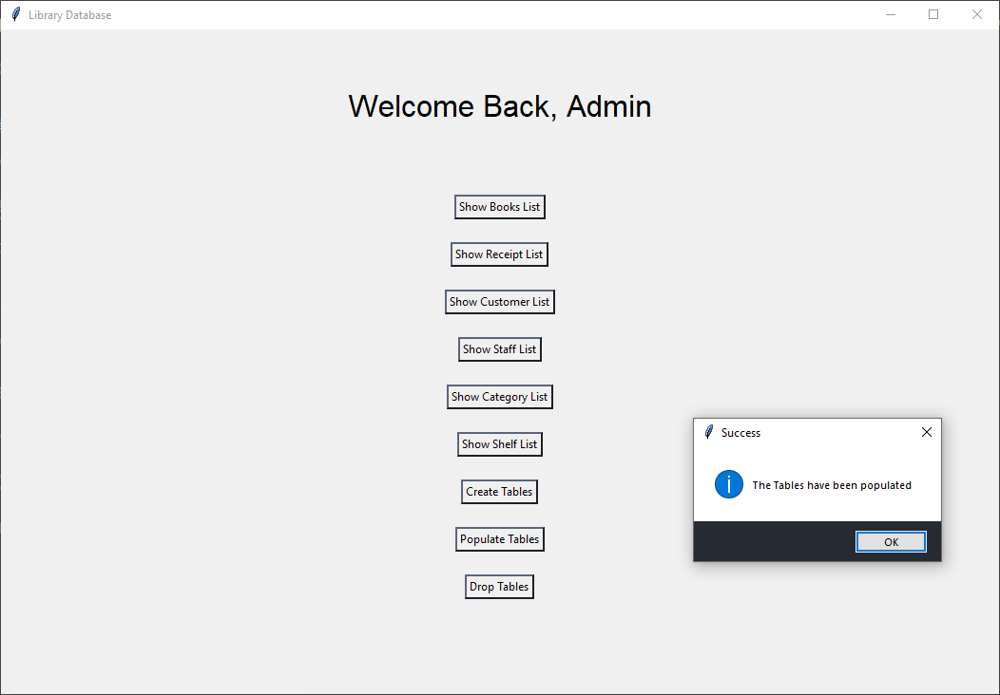 Library Database
Welcome Back, Admin
Show Books List
Show Receipt List
Show Customer List
Show Staff List
Show Category List
Show Shelf List
Create Tables
Populate Tables
Drop Tables
Success
The Tables have been populated
OK